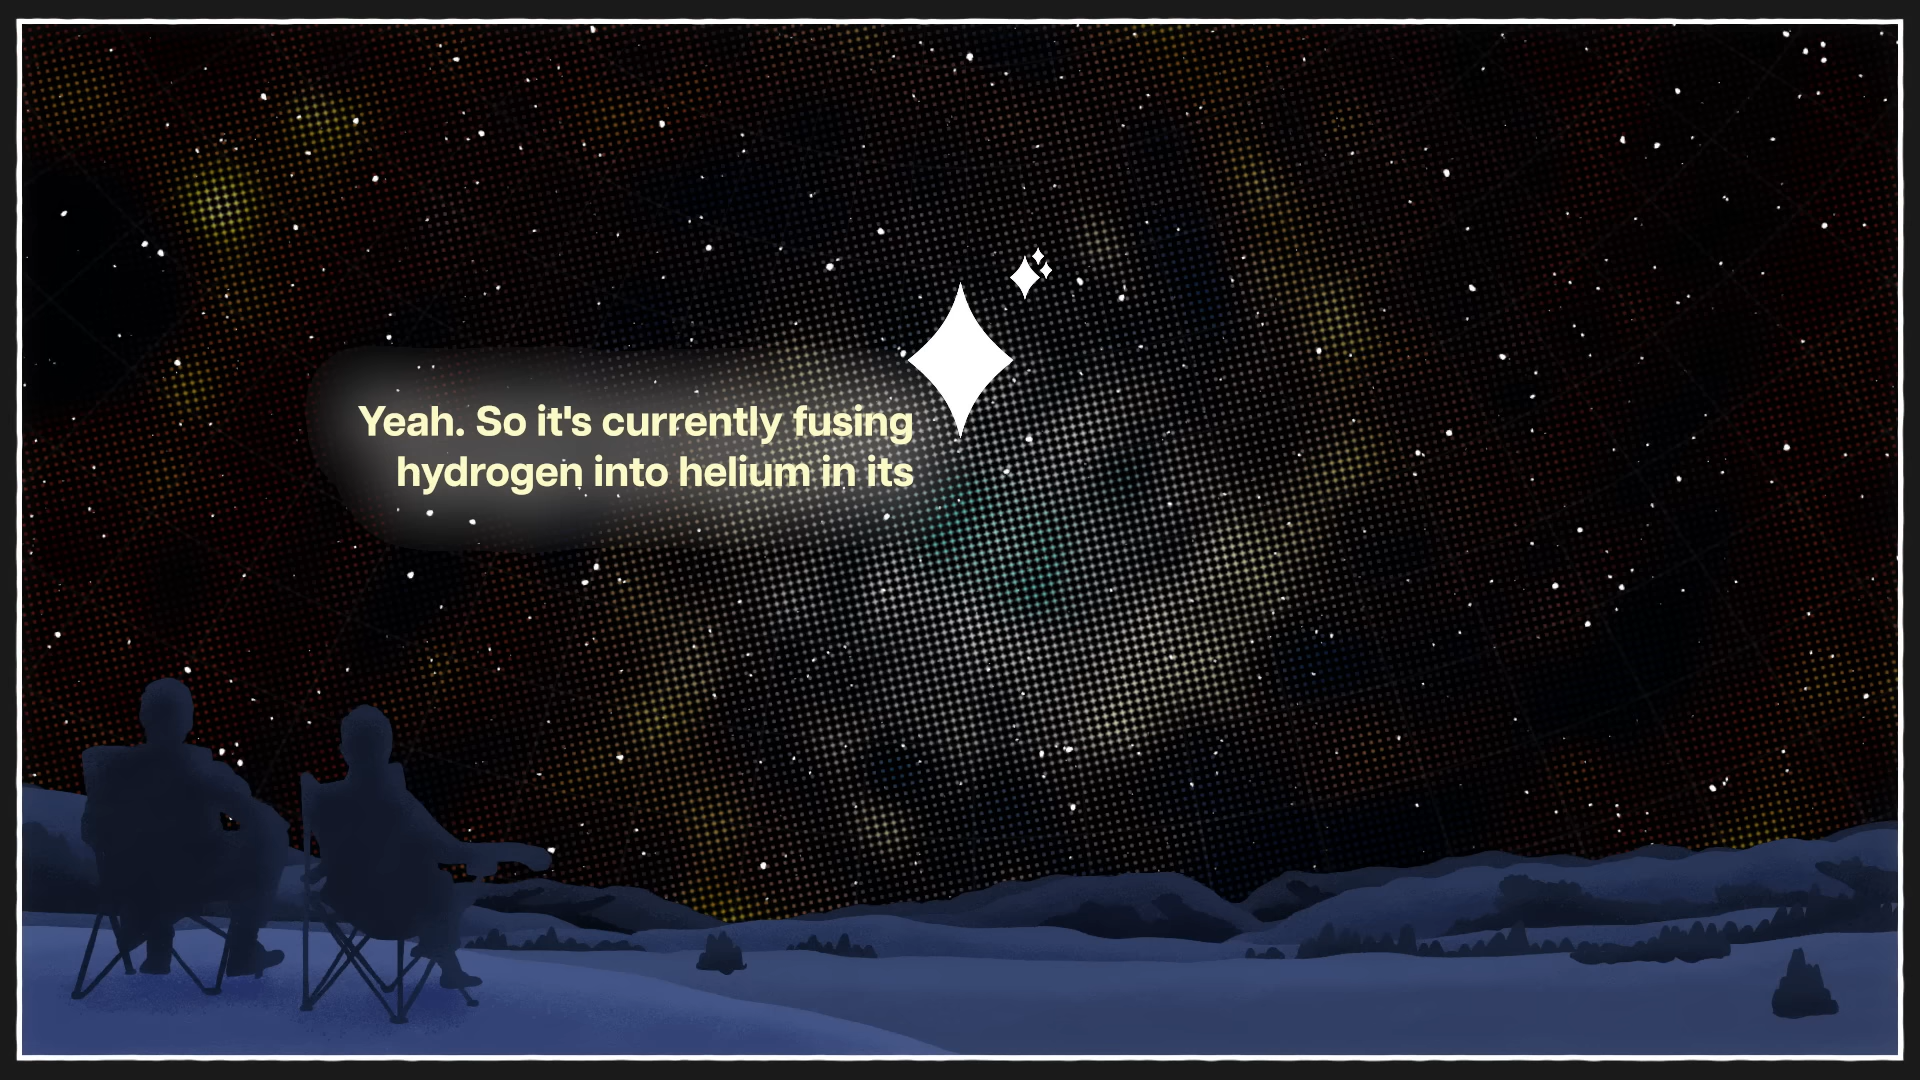 Yeah. So it's currently fusing
hydrogen into helium in its